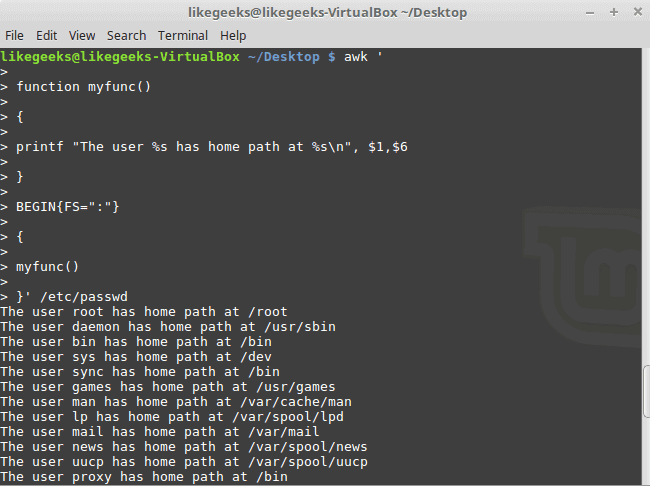 likegeeks@likegeeks-VirtualBox ~/Desktop
File Edit View Search Terminal Help
likegeeks@likegeeks-VirtualBox ~/Desktop $ awk '
>
> function myfunc()
>
> {
>
> printf "The user %s has home path at %s\n", $1,$6
>
> }
>
> BEGIN{FS=":"}
>
> {
>
> myfunc()
>
> }' /etc/passwd
The user root has home path at /root
The user daemon has home path at /usr/sbin
The user bin has home path at /bin
The user sys has home path at /dev
The user sync has home path at /bin
The user games has home path at /usr/games
The user man has home path at /var/cache/man
The user lp has home path at /var/spool/lpd
The user mail has home path at /var/mail
The user news has home path at /var/spool/news
The user uucp has home path at /var/spool/uucp
The user proxy has home path at /bin